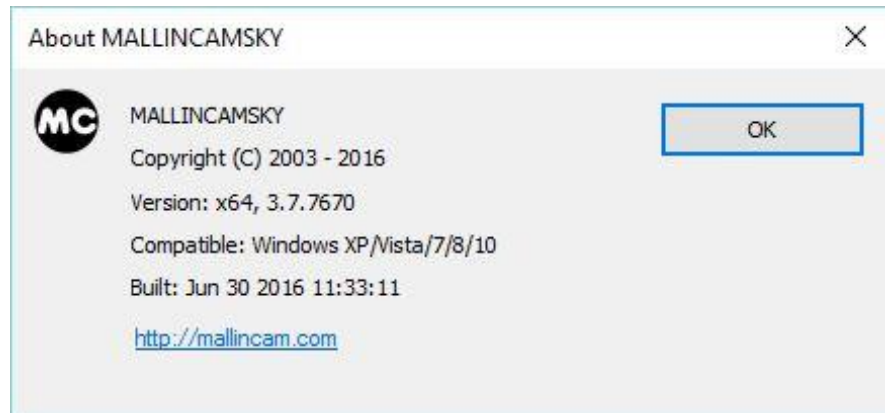 About MALLINCAMSKY
MC
MALLINCAMSKY
OK
Copyright (C) 2003 - 2016
Version: x64, 3.7.7670
Compatible: Windows XP/Vista/7/8/10
Built: Jun 30 2016 11:33:11
http://mallincam.com